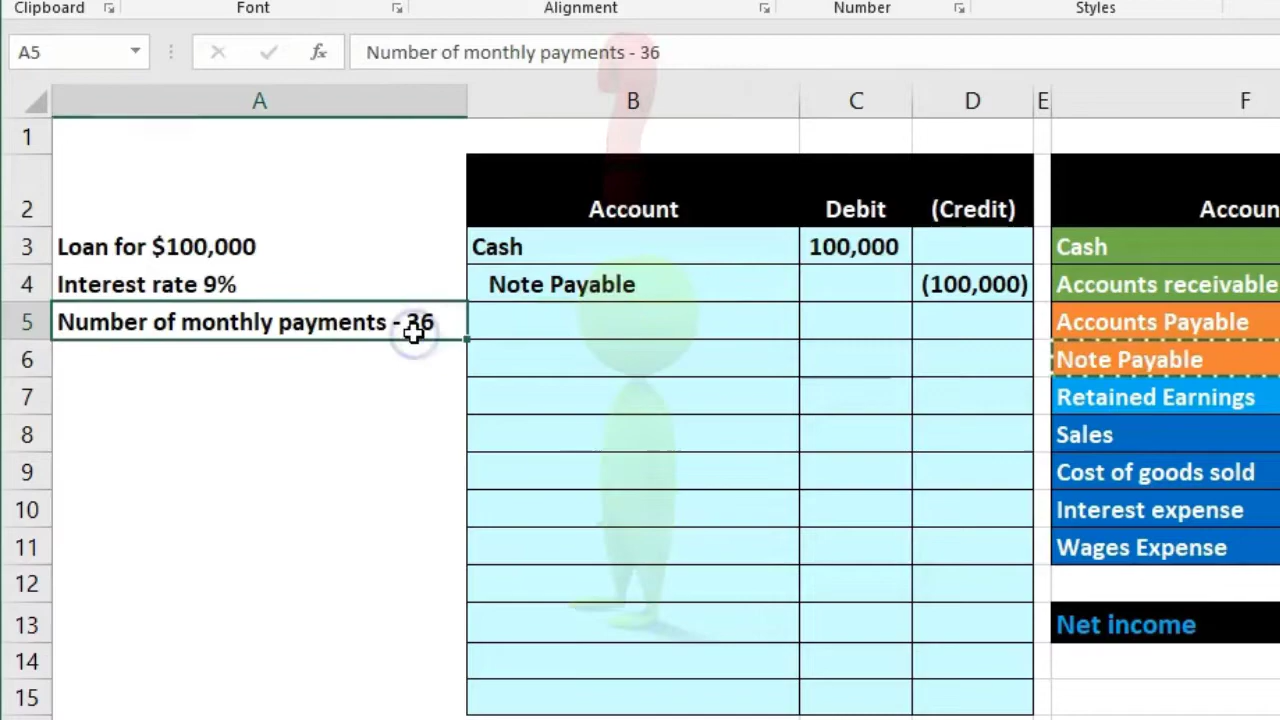 Clipboard Font Alignment Number Styles
A5 fx Number of monthly payments - 36
A B C D E F
1
2 Account Debit (Credit) Accoun
3 Loan for $100,000 Cash 100,000 Cash
4 Interest rate 9% Note Payable (100,000) Accounts receivable
5 Number of monthly payments - 36 Accounts Payable
6 Note Payable
7 Retained Earnings
8 Sales
9 Cost of goods sold
10 Interest expense
11 Wages Expense
12
13 Net income
14
15